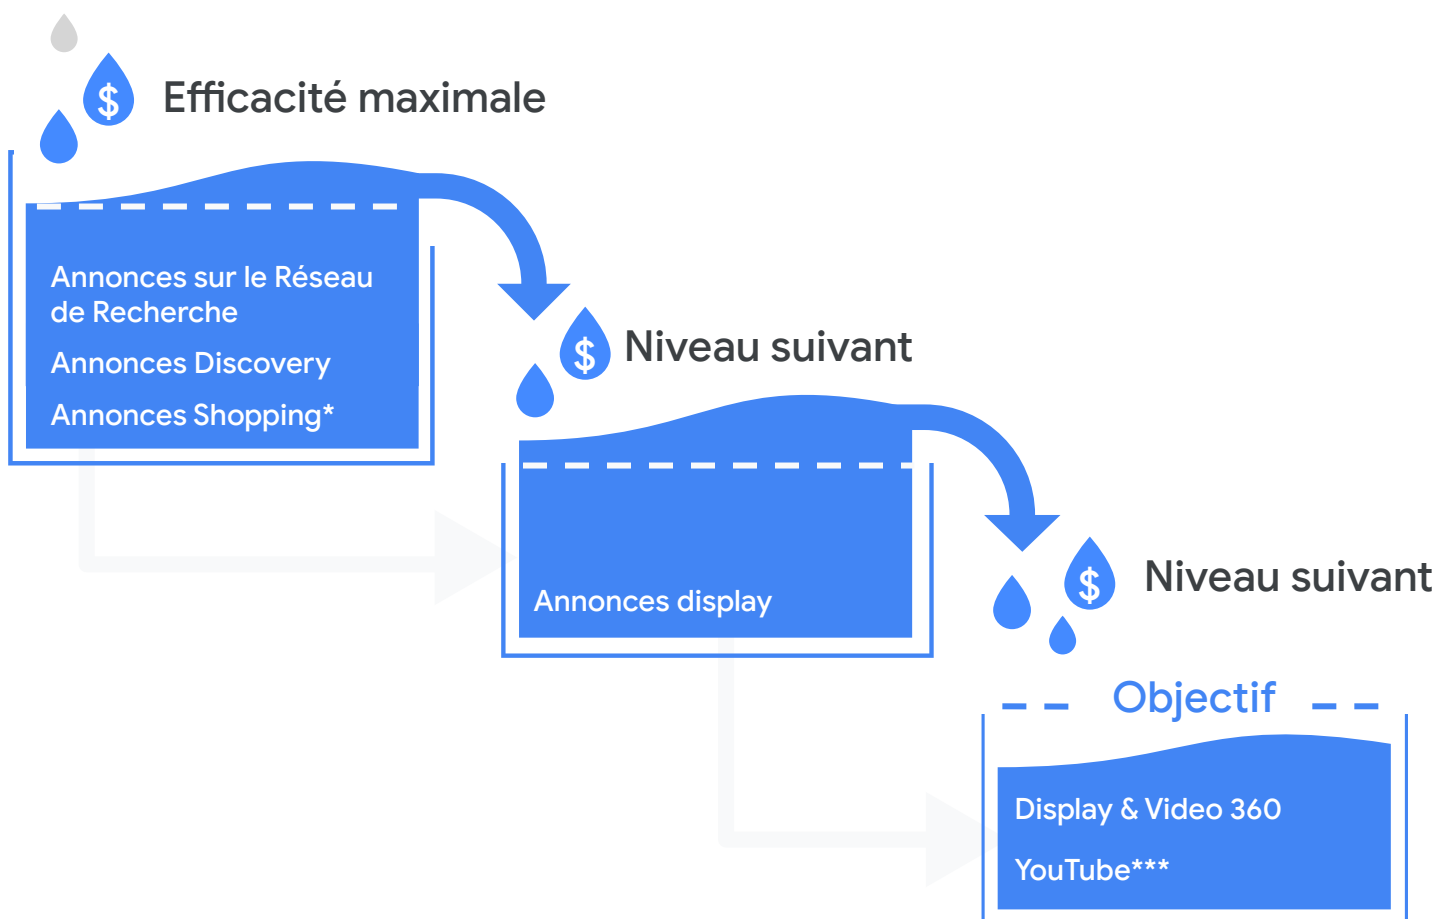 $
Efficacité maximale
Annonces sur le Réseau
de Recherche
Annonces Discovery
Annonces Shopping*
$
Niveau suivant
Annonces display
$
Niveau suivant
Objectif
Display & Video 360
YouTube***